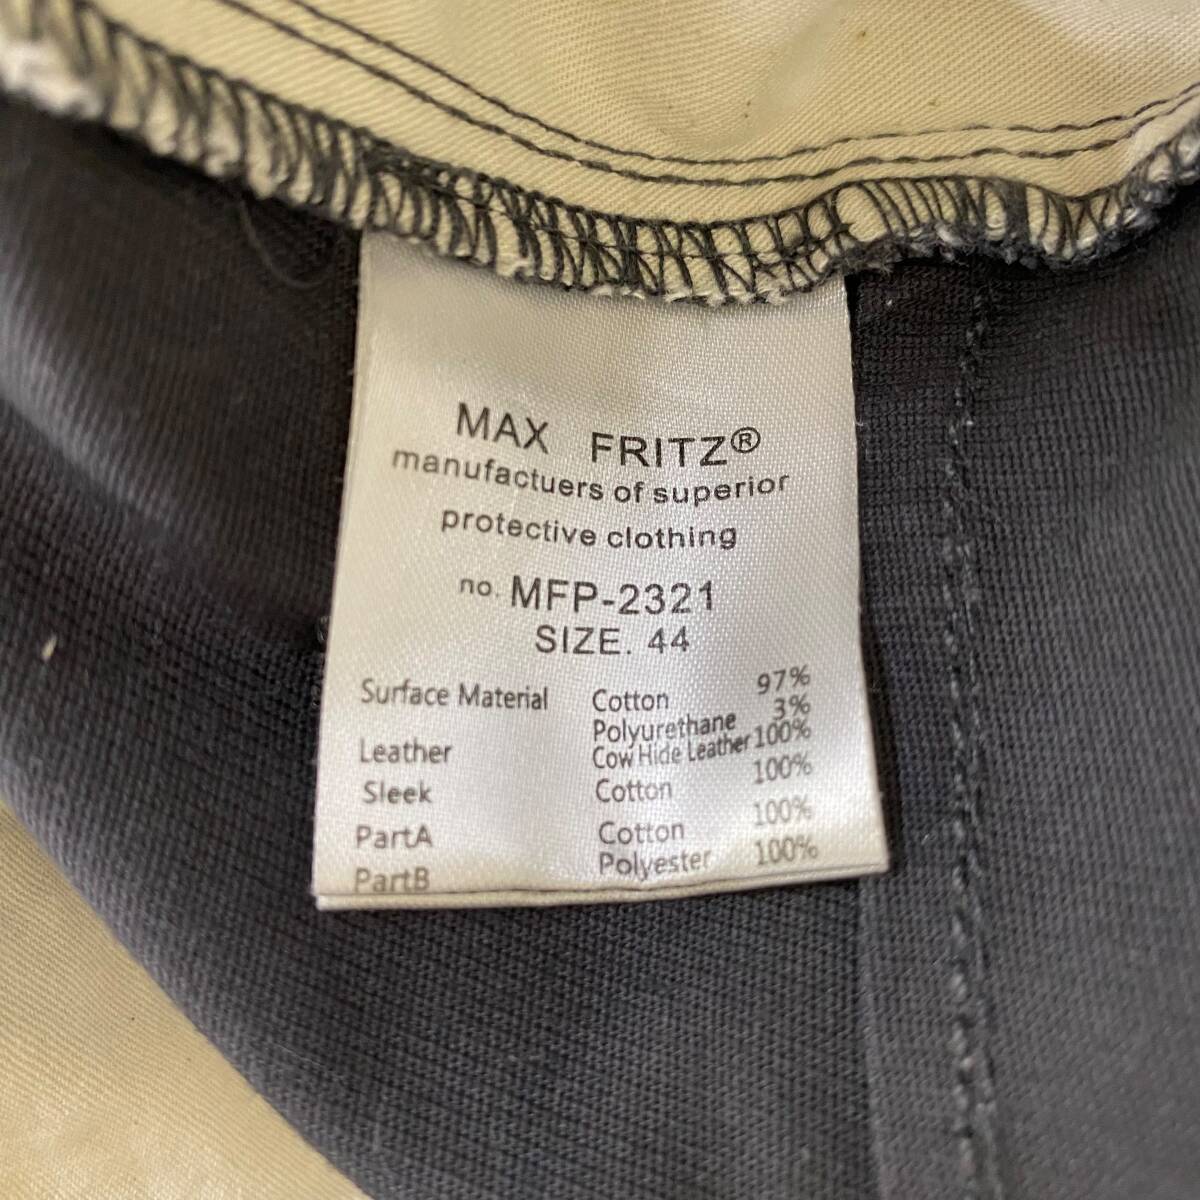 MAX FRITZ®
manufactuers of superior
protective clothing
no. MFP-2321
SIZE. 44
Surface Material Cotton 97%
Polyurethane 3%
Leather Cow Hide Leather 100%
Sleek Cotton 100%
PartA Cotton 100%
PartB Polyester 100%